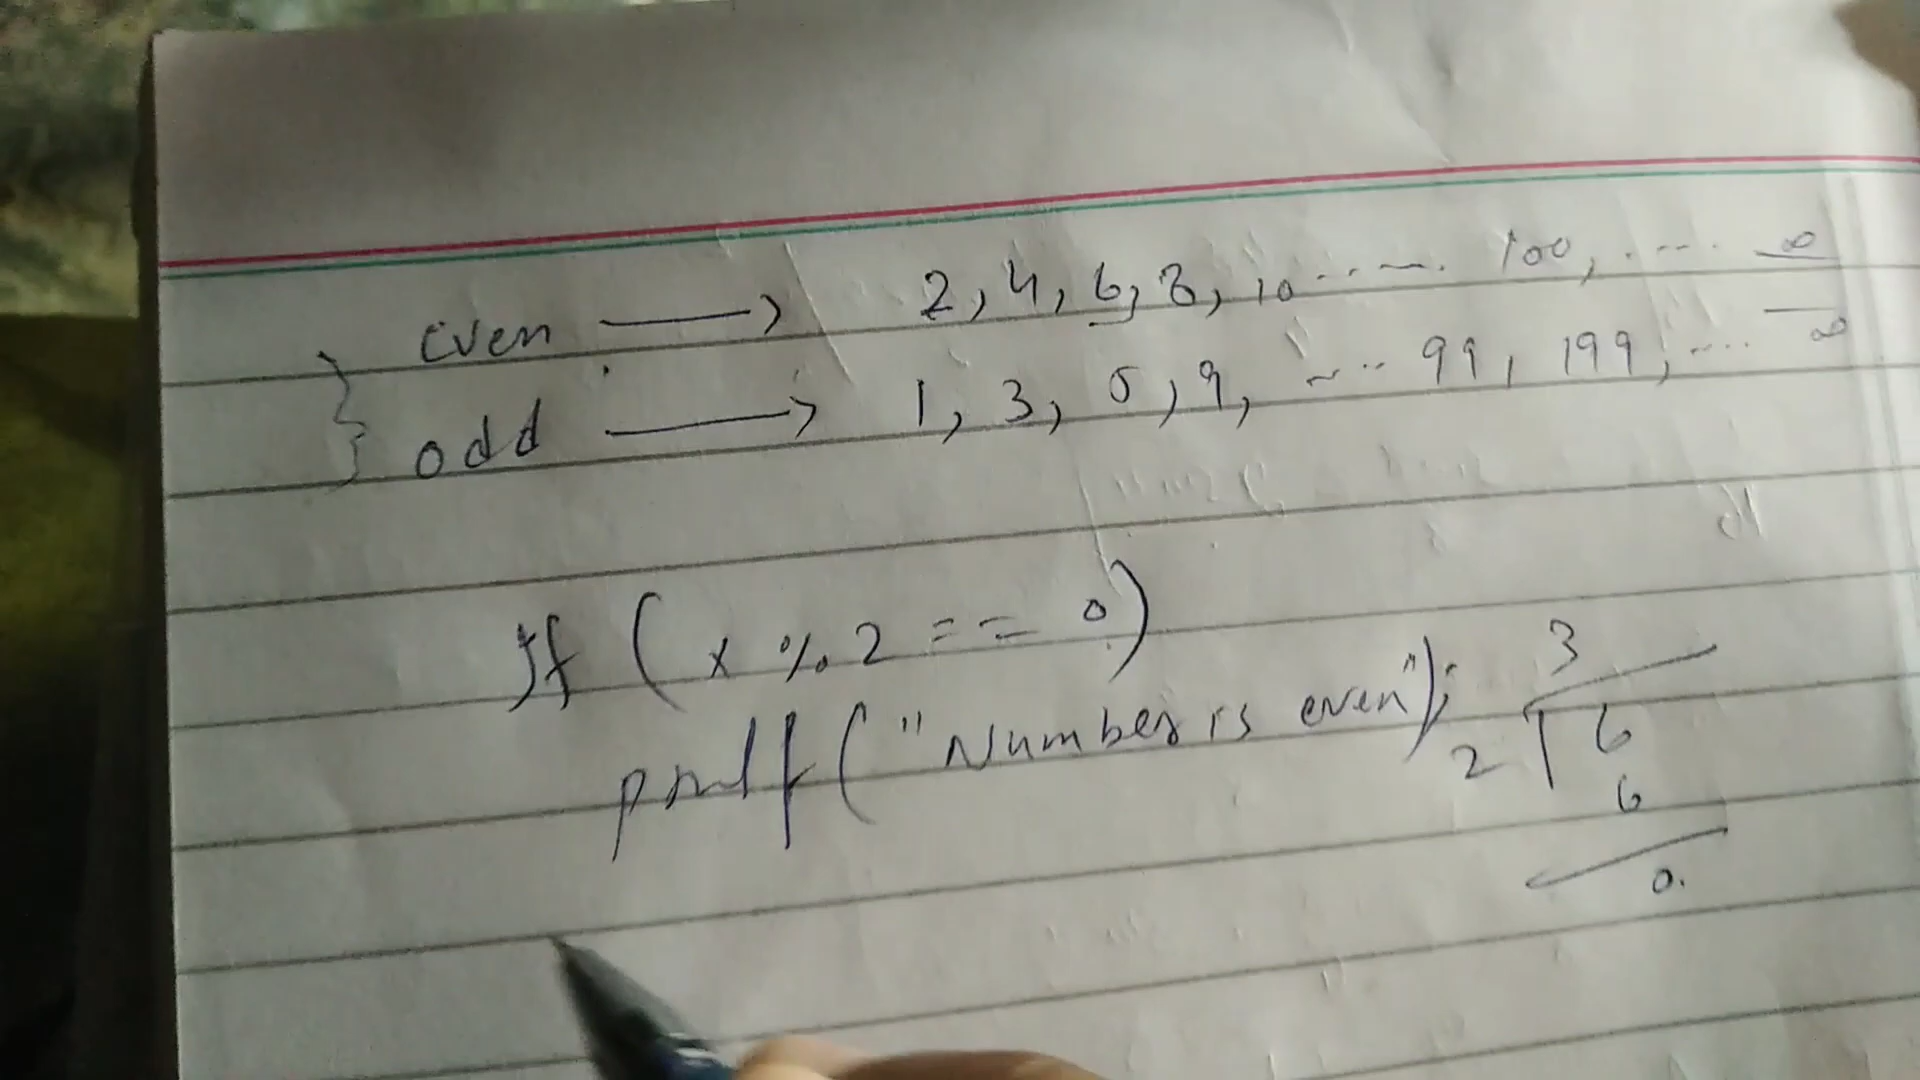 even → 2, 4, 6, 8, 10 ...... 100, ..... ∞
odd → 1, 3, 5, 9, ..... 99, 199, .... ∞
If (x % 2 == 0)
printf("Number is even");
3
2 6
6
0.